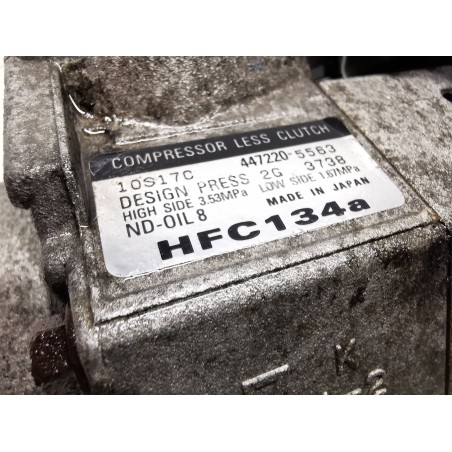 COMPRESSOR LESS CLUTCH
10S17C 447220-5563
DESIGN PRESS 2G 3738
HIGH SIDE 3.53MPa LOW SIDE 1.67MPa
ND-OIL 8 MADE IN JAPAN
HFC134a
K